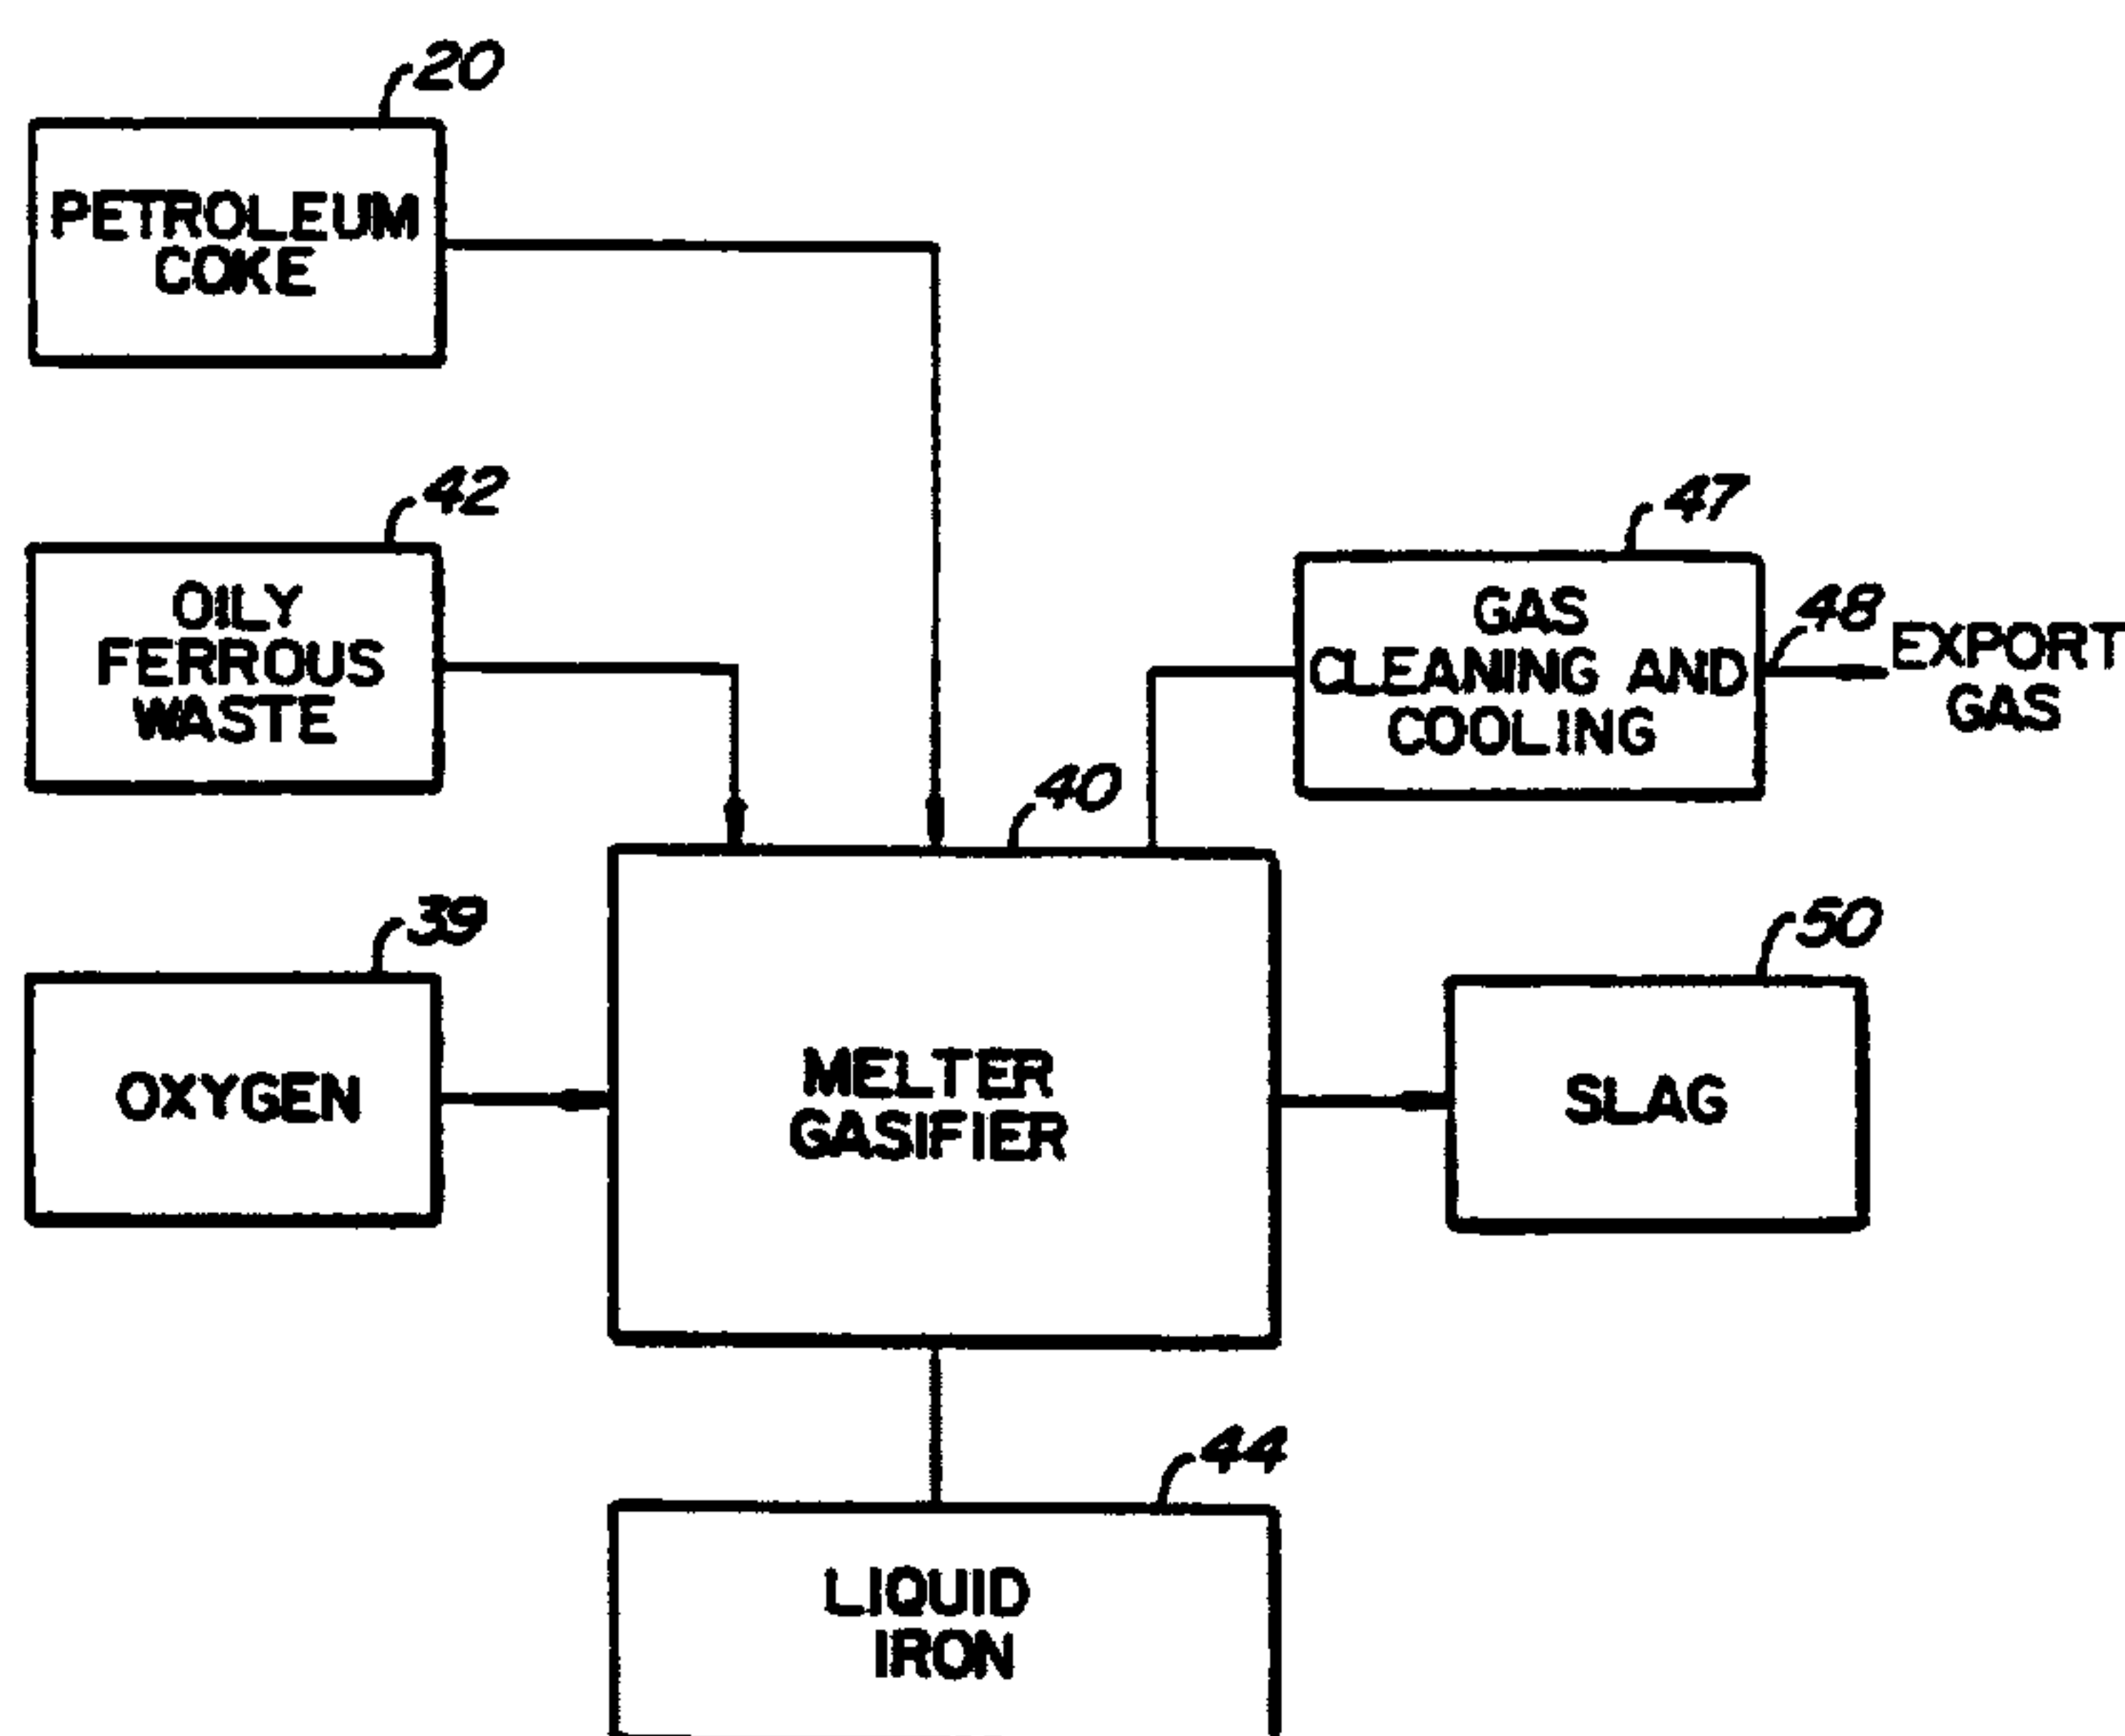 20
PETROLEUM
COKE
42
OILY
FERROUS
WASTE
47
GAS
CLEANING AND
COOLING
48
EXPORT
GAS
40
MELTER
GASIFIER
39
OXYGEN
50
SLAG
44
LIQUID
IRON